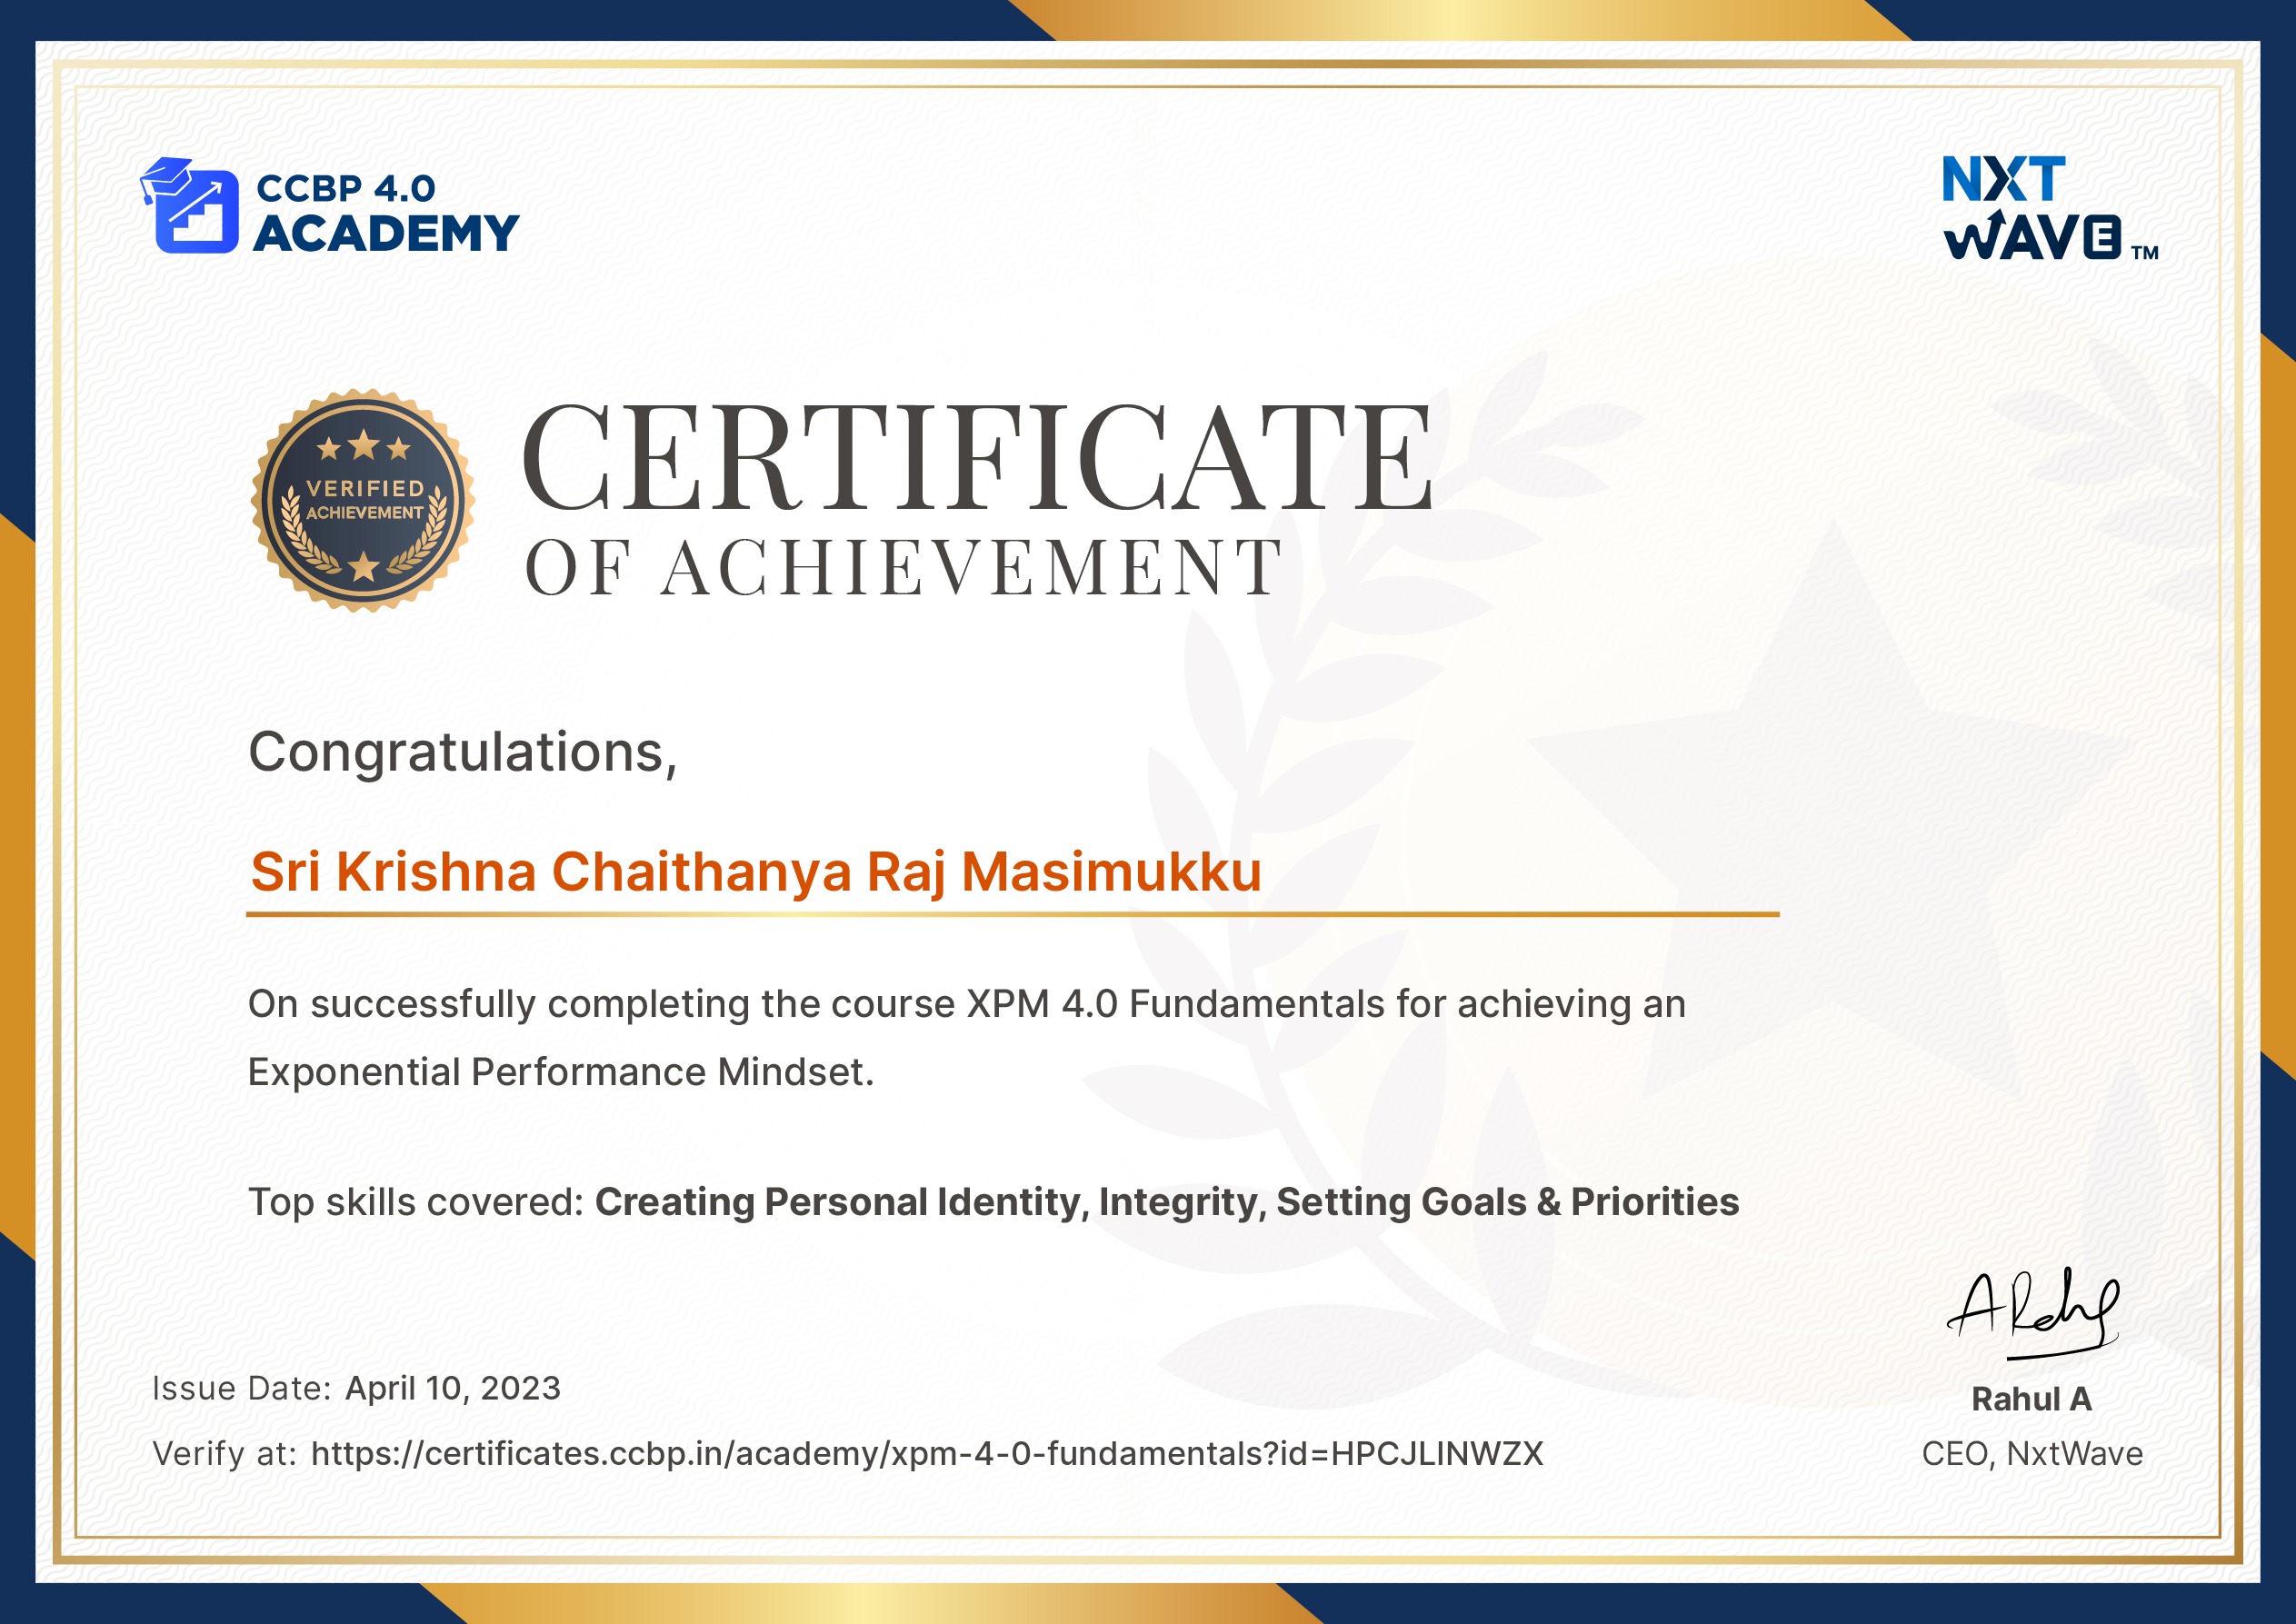 CCBP 4.0
ACADEMY
NXT
WAVE TM
VERIFIED
ACHIEVEMENT
CERTIFICATE
OF ACHIEVEMENT
Congratulations,
Sri Krishna Chaithanya Raj Masimukku
On successfully completing the course XPM 4.0 Fundamentals for achieving an
Exponential Performance Mindset.
Top skills covered: Creating Personal Identity, Integrity, Setting Goals & Priorities
ARahul
Issue Date: April 10, 2023
Rahul A
Verify at: https://certificates.ccbp.in/academy/xpm-4-0-fundamentals?id=HPCJLINWZX
CEO, NxtWave